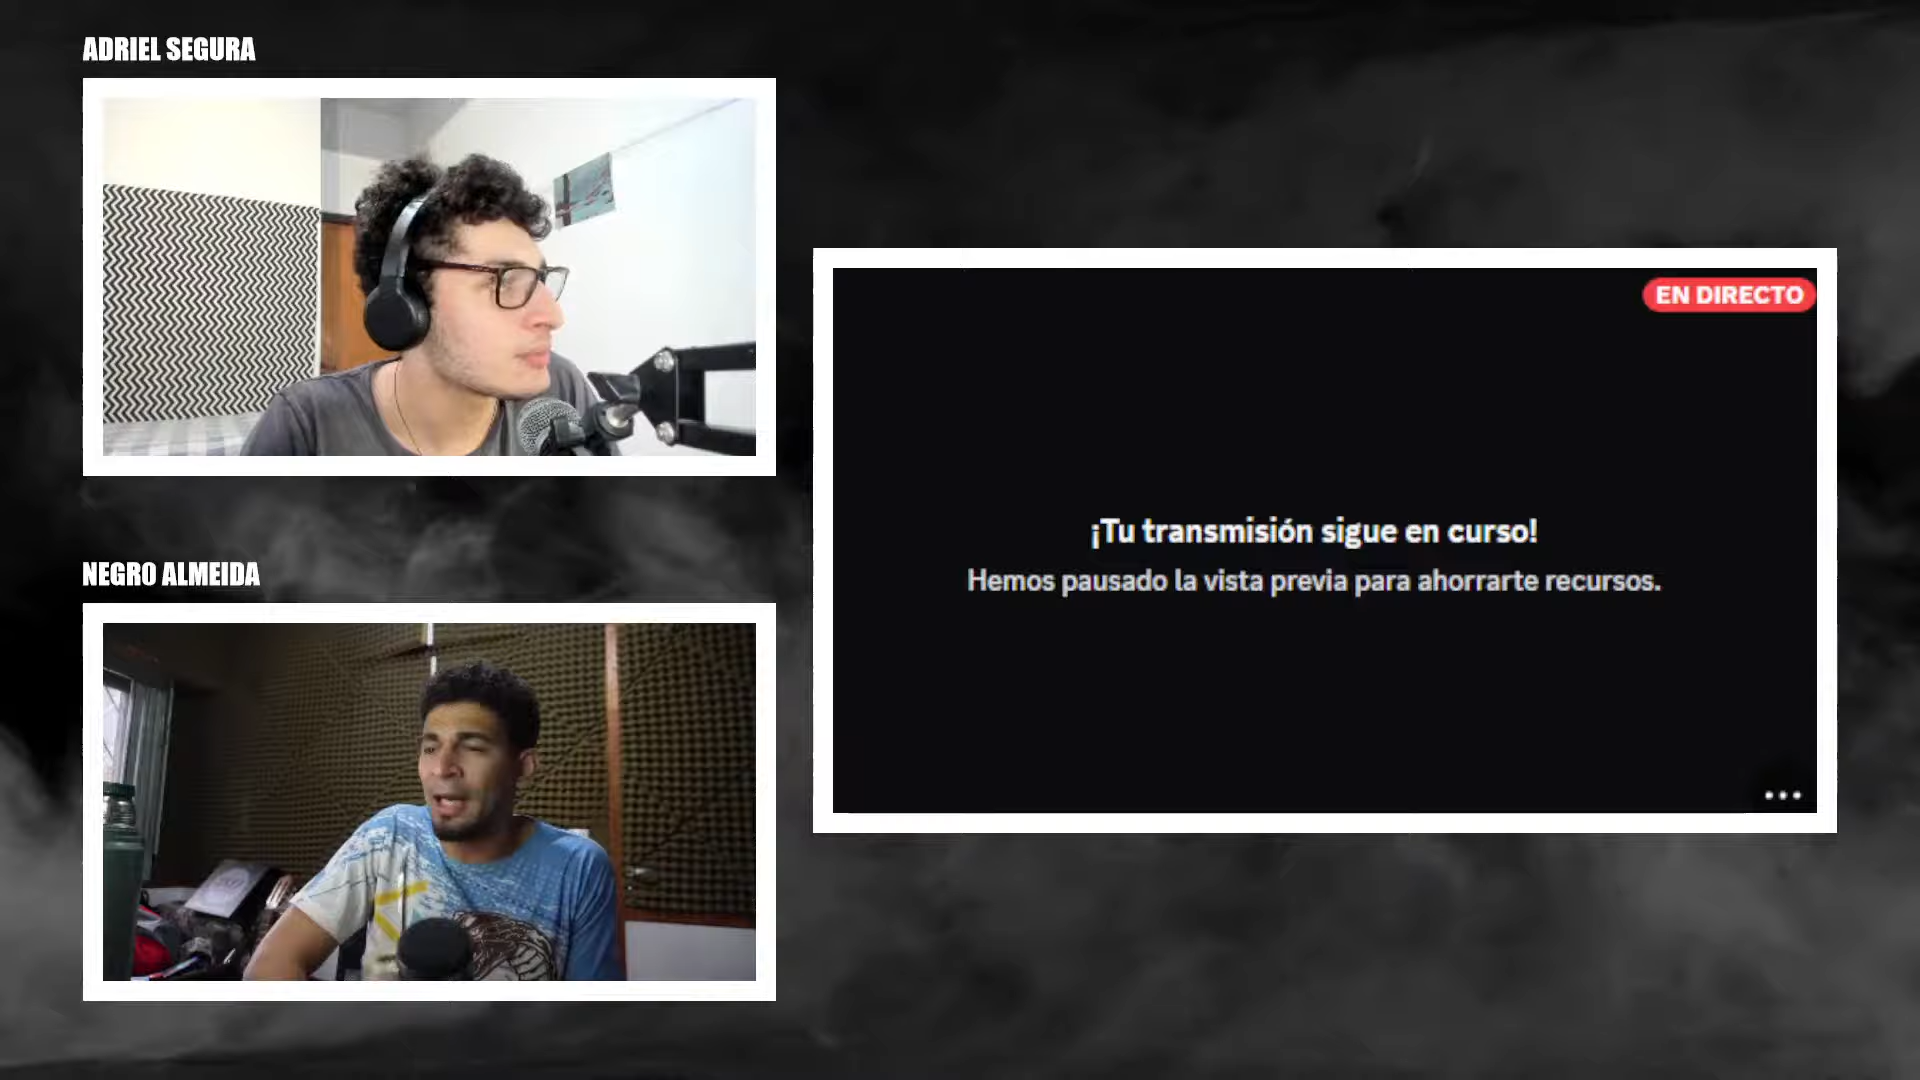 ADRIEL SEGURA
EN DIRECTO
¡Tu transmisión sigue en curso!
Hemos pausado la vista previa para ahorrarte recursos.
NEGRO ALMEIDA